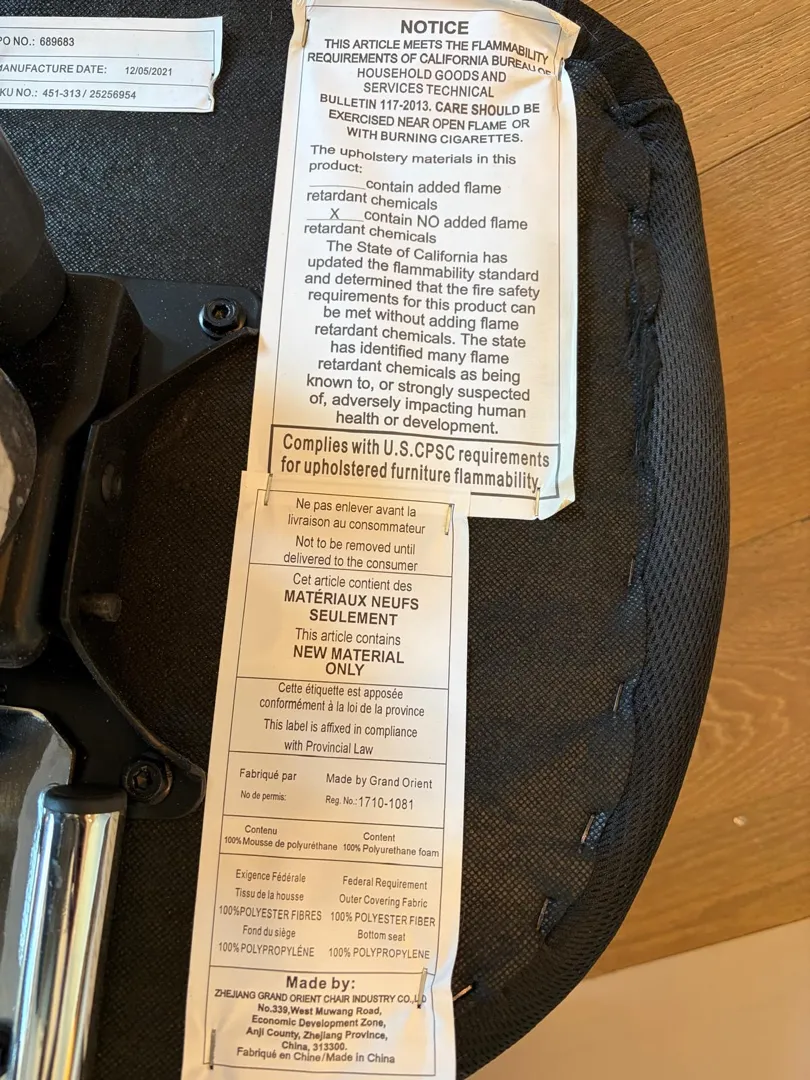 PO NO.: 689683
MANUFACTURE DATE: 12/05/2021
KU NO.: 451-313 / 25256954
NOTICE
THIS ARTICLE MEETS THE FLAMMABILITY
REQUIREMENTS OF CALIFORNIA BUREAU OF
HOUSEHOLD GOODS AND
SERVICES TECHNICAL
BULLETIN 117-2013. CARE SHOULD BE
EXERCISED NEAR OPEN FLAME OR
WITH BURNING CIGARETTES.
The upholstery materials in this
product:
______contain added flame
retardant chemicals
___X___contain NO added flame
retardant chemicals
The State of California has
updated the flammability standard
and determined that the fire safety
requirements for this product can
be met without adding flame
retardant chemicals. The state
has identified many flame
retardant chemicals as being
known to, or strongly suspected
of, adversely impacting human
health or development.
Complies with U.S.CPSC requirements
for upholstered furniture flammability.
Ne pas enlever avant la
livraison au consommateur
Not to be removed until
delivered to the consumer
Cet article contient des
MATÉRIAUX NEUFS
SEULEMENT
This article contains
NEW MATERIAL
ONLY
Cette étiquette est apposée
conformément à la loi de la province
This label is affixed in compliance
with Provincial Law
Fabriqué par Made by Grand Orient
No de permis: Reg. No.:1710-1081
Contenu Content
100%Mousse de polyuréthane 100% Polyurethane foam
Exigence Fédérale Federal Requirement
Tissu de la housse Outer Covering Fabric
100%POLYESTER FIBRES 100% POLYESTER FIBER
Fond du siège Bottom seat
100% POLYPROPYLÉNE 100% POLYPROPYLENE
Made by:
ZHEJIANG GRAND ORIENT CHAIR INDUSTRY CO.,LTD
No.339,West Muwang Road,
Economic Development Zone,
Anji County, Zhejiang Province,
China, 313300.
Fabriqué en Chine/Made in China